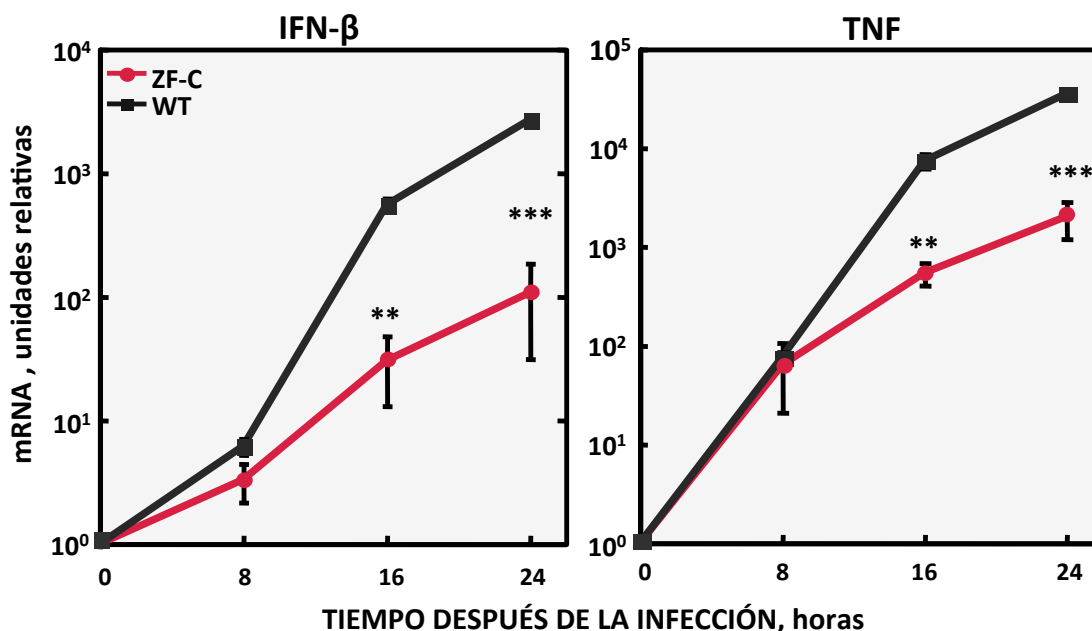 IFN-β
TNF
10⁴
10³
10²
10¹
10⁰
ZF-C
WT
**
***
10⁵
10⁴
10³
10²
10¹
10⁰
**
***
mRNA , unidades relativas
0 8 16 24
0 8 16 24
TIEMPO DESPUÉS DE LA INFECCIÓN, horas